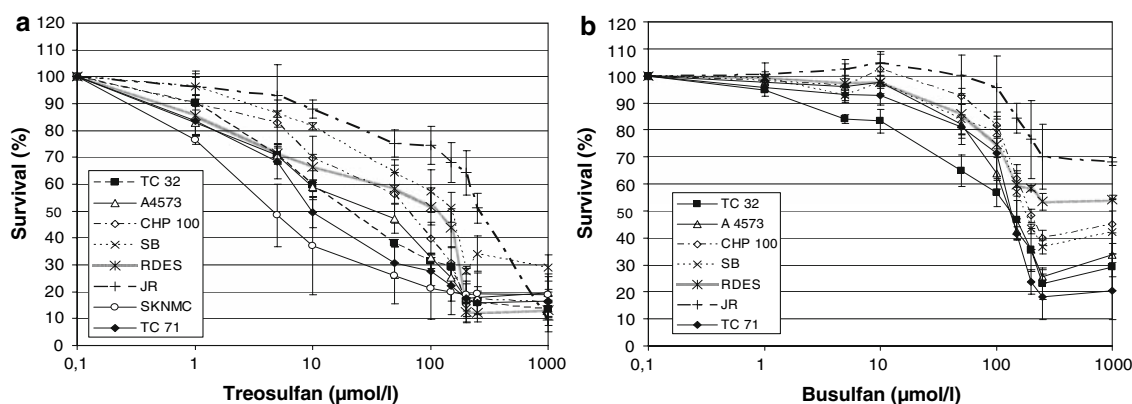 a
120
110
100
90
80
70
60
50
40
30
20
10
0
Survival (%)
TC 32
A4573
CHP 100
SB
RDES
JR
SKNMC
TC 71
0,1 1 10 100 1000
Treosulfan (µmol/l)
b
120
110
100
90
80
70
60
50
40
30
20
10
0
Survival (%)
TC 32
A 4573
CHP 100
SB
RDES
JR
TC 71
0,1 1 10 100 1000
Busulfan (µmol/l)